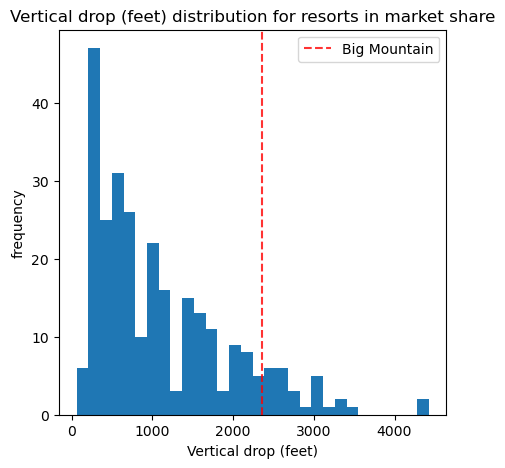 Vertical drop (feet) distribution for resorts in market share
Big Mountain
frequency
40
30
20
10
0
0 1000 2000 3000 4000
Vertical drop (feet)